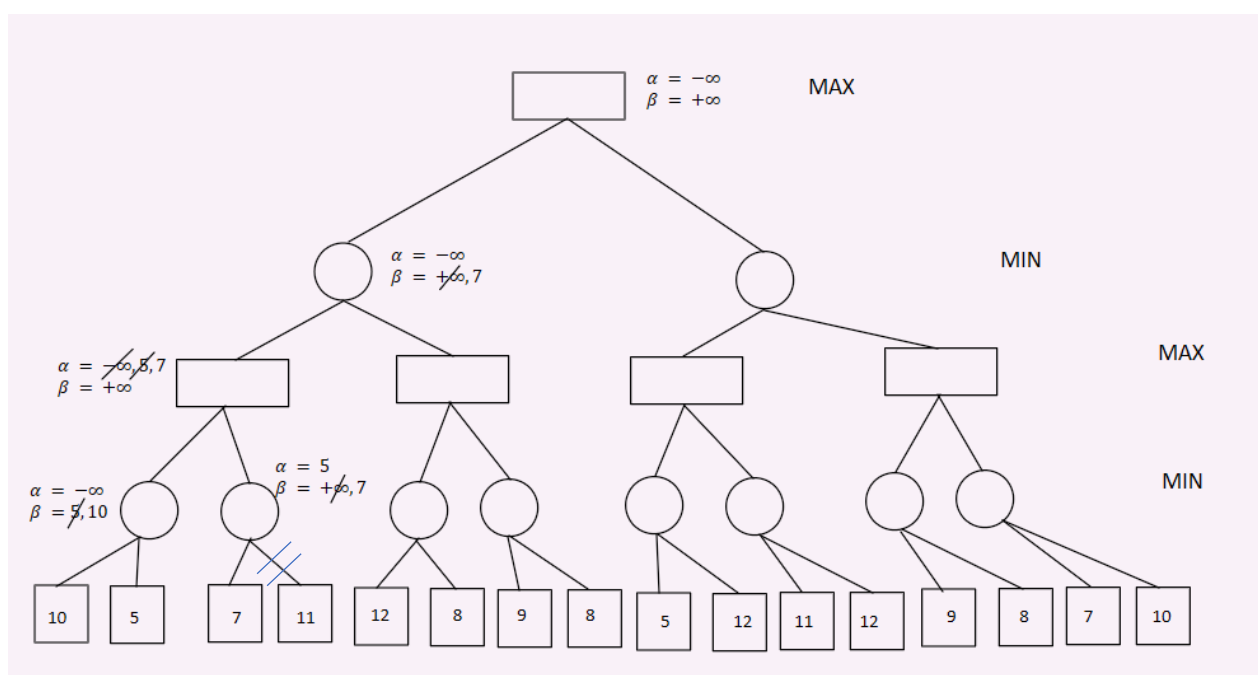 α = −∞
β = +∞
MAX
α = −∞
β = +∞, 7
MIN
α = −∞, 5, 7
β = +∞
MAX
α = 5
β = +∞, 7
α = −∞
β = 5, 10
MIN
10 5 7 11 12 8 9 8 5 12 11 12 9 8 7 10